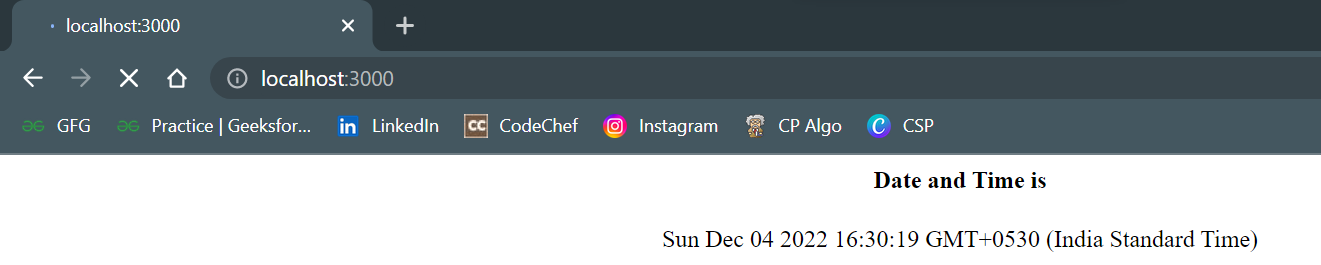 localhost:3000
localhost:3000
GFG Practice | Geeksfor... LinkedIn CodeChef Instagram CP Algo CSP
Date and Time is
Sun Dec 04 2022 16:30:19 GMT+0530 (India Standard Time)